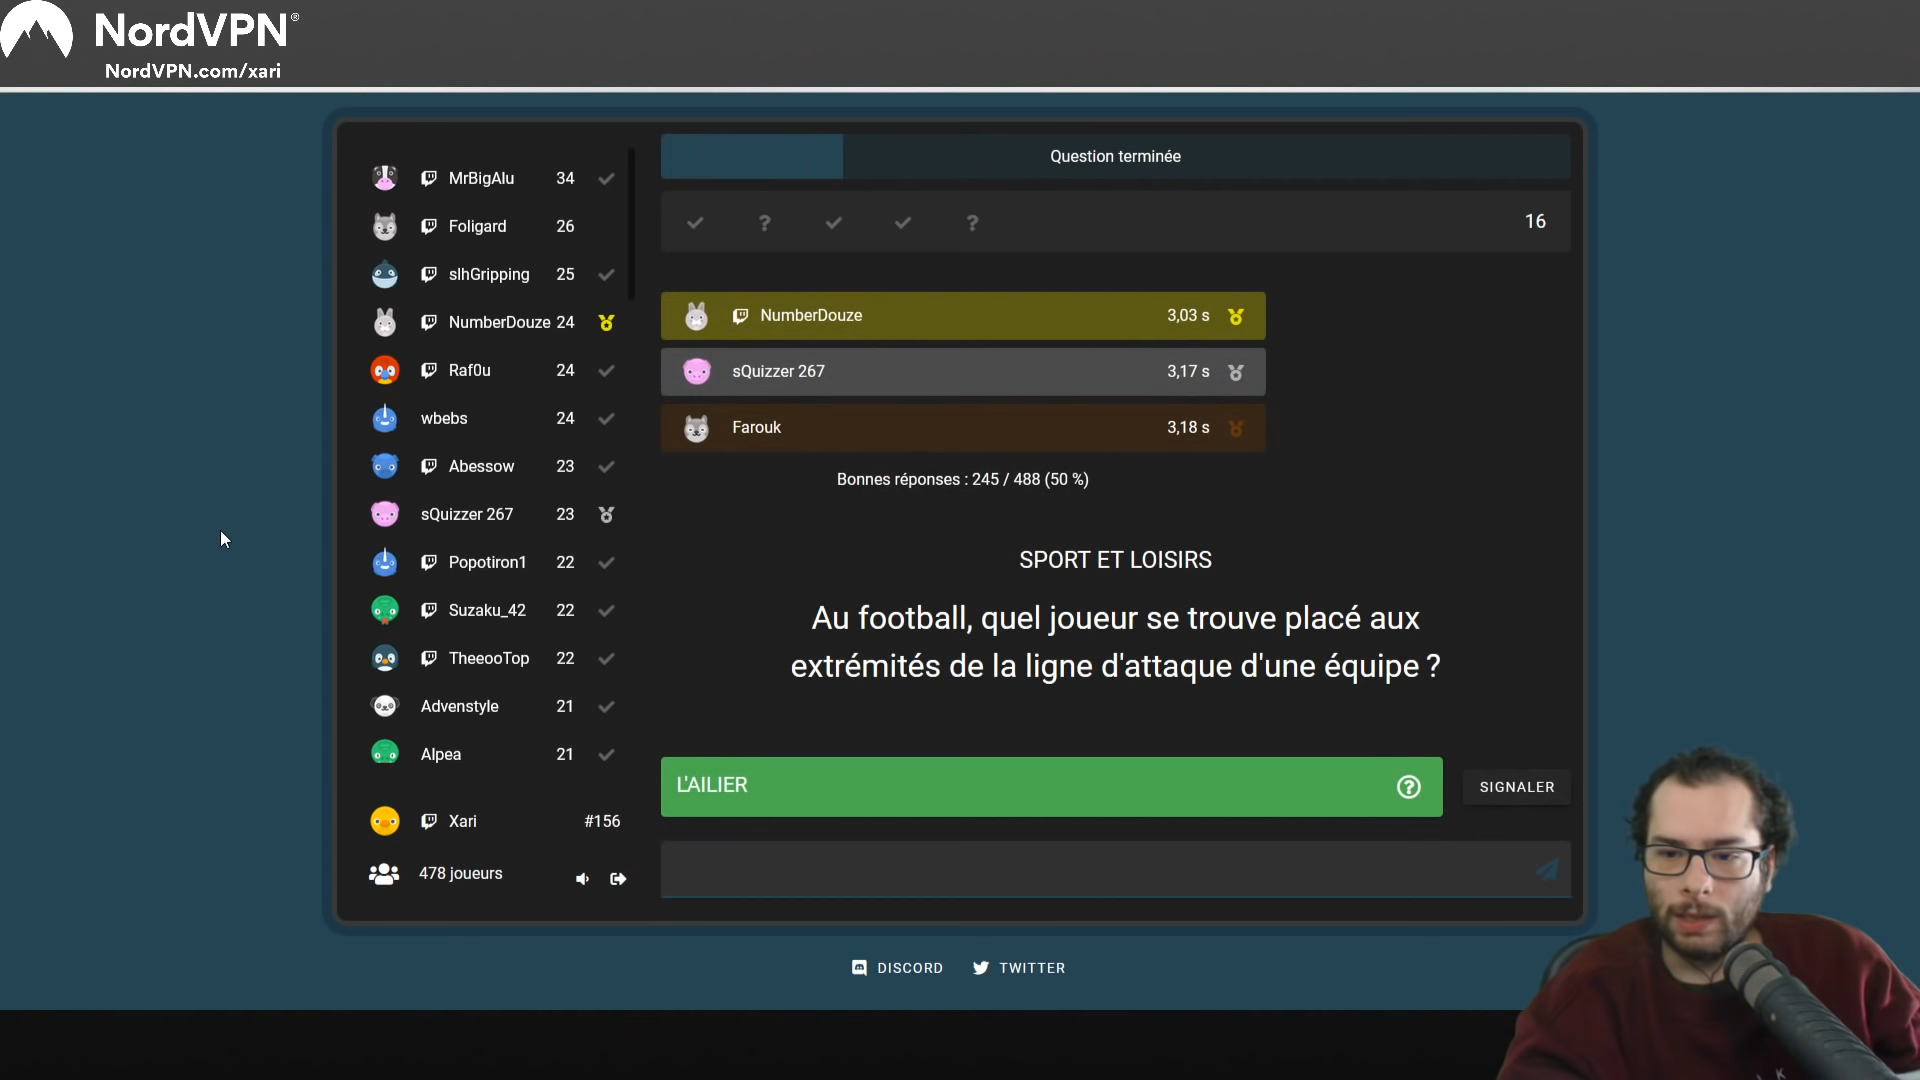 NordVPN®
NordVPN.com/xari
MrBigAlu 34
Foligard 26
slhGripping 25
NumberDouze 24
Raf0u 24
wbebs 24
Abessow 23
sQuizzer 267 23
Popotiron1 22
Suzaku_42 22
TheeooTop 22
Advenstyle 21
Alpea 21
Xari #156
478 joueurs
Question terminée
? ? 16
NumberDouze 3,03 s
sQuizzer 267 3,17 s
Farouk 3,18 s
Bonnes réponses : 245 / 488 (50 %)
SPORT ET LOISIRS
Au football, quel joueur se trouve placé aux
extrémités de la ligne d'attaque d'une équipe ?
L'AILIER ?
SIGNALER
DISCORD TWITTER